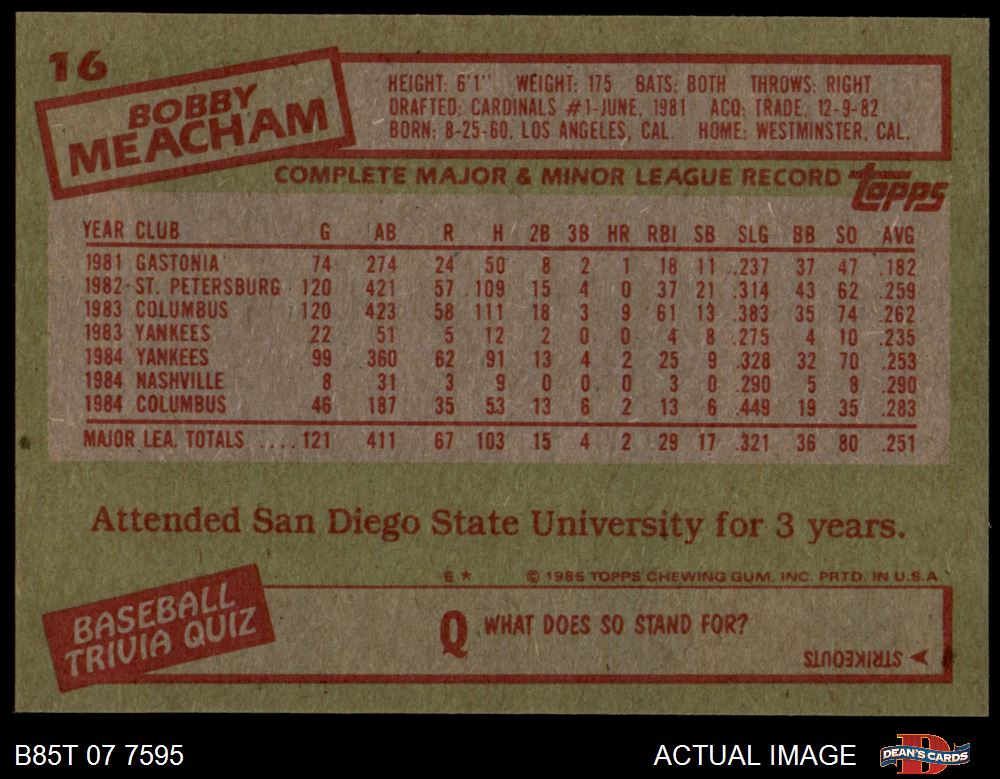 16
BOBBY
MEACHAM
HEIGHT: 6'1" WEIGHT: 175 BATS: BOTH THROWS: RIGHT
DRAFTED: CARDINALS #1-JUNE, 1981 ACQ: TRADE: 12-9-82
BORN: 8-25-60, LOS ANGELES, CAL. HOME: WESTMINSTER, CAL.
COMPLETE MAJOR & MINOR LEAGUE RECORD topps
YEAR CLUB G AB R H 2B 3B HR RBI SB SLG BB SO AVG
1981 GASTONIA 74 274 24 50 8 2 1 18 11 .237 37 47 .182
1982 ST. PETERSBURG 120 421 57 109 15 4 0 37 21 .314 43 62 .259
1983 COLUMBUS 120 423 58 111 18 3 9 61 13 .383 35 74 .262
1983 YANKEES 22 51 5 12 2 0 0 4 8 .275 4 10 .235
1984 YANKEES 99 360 62 91 13 4 2 25 9 .328 32 70 .253
1984 NASHVILLE 8 31 3 9 0 0 0 3 0 .290 5 8 .290
1984 COLUMBUS 46 187 35 53 13 6 2 13 6 .449 19 35 .283
MAJOR LEA. TOTALS .... 121 411 67 103 15 4 2 29 17 .321 36 80 .251
Attended San Diego State University for 3 years.
E * © 1985 TOPPS CHEWING GUM, INC. PRTD. IN U.S.A.
BASEBALL
TRIVIA QUIZ
Q WHAT DOES SO STAND FOR?
STRIKEOUTS
B85T 07 7595 ACTUAL IMAGE D DEAN'S CARDS